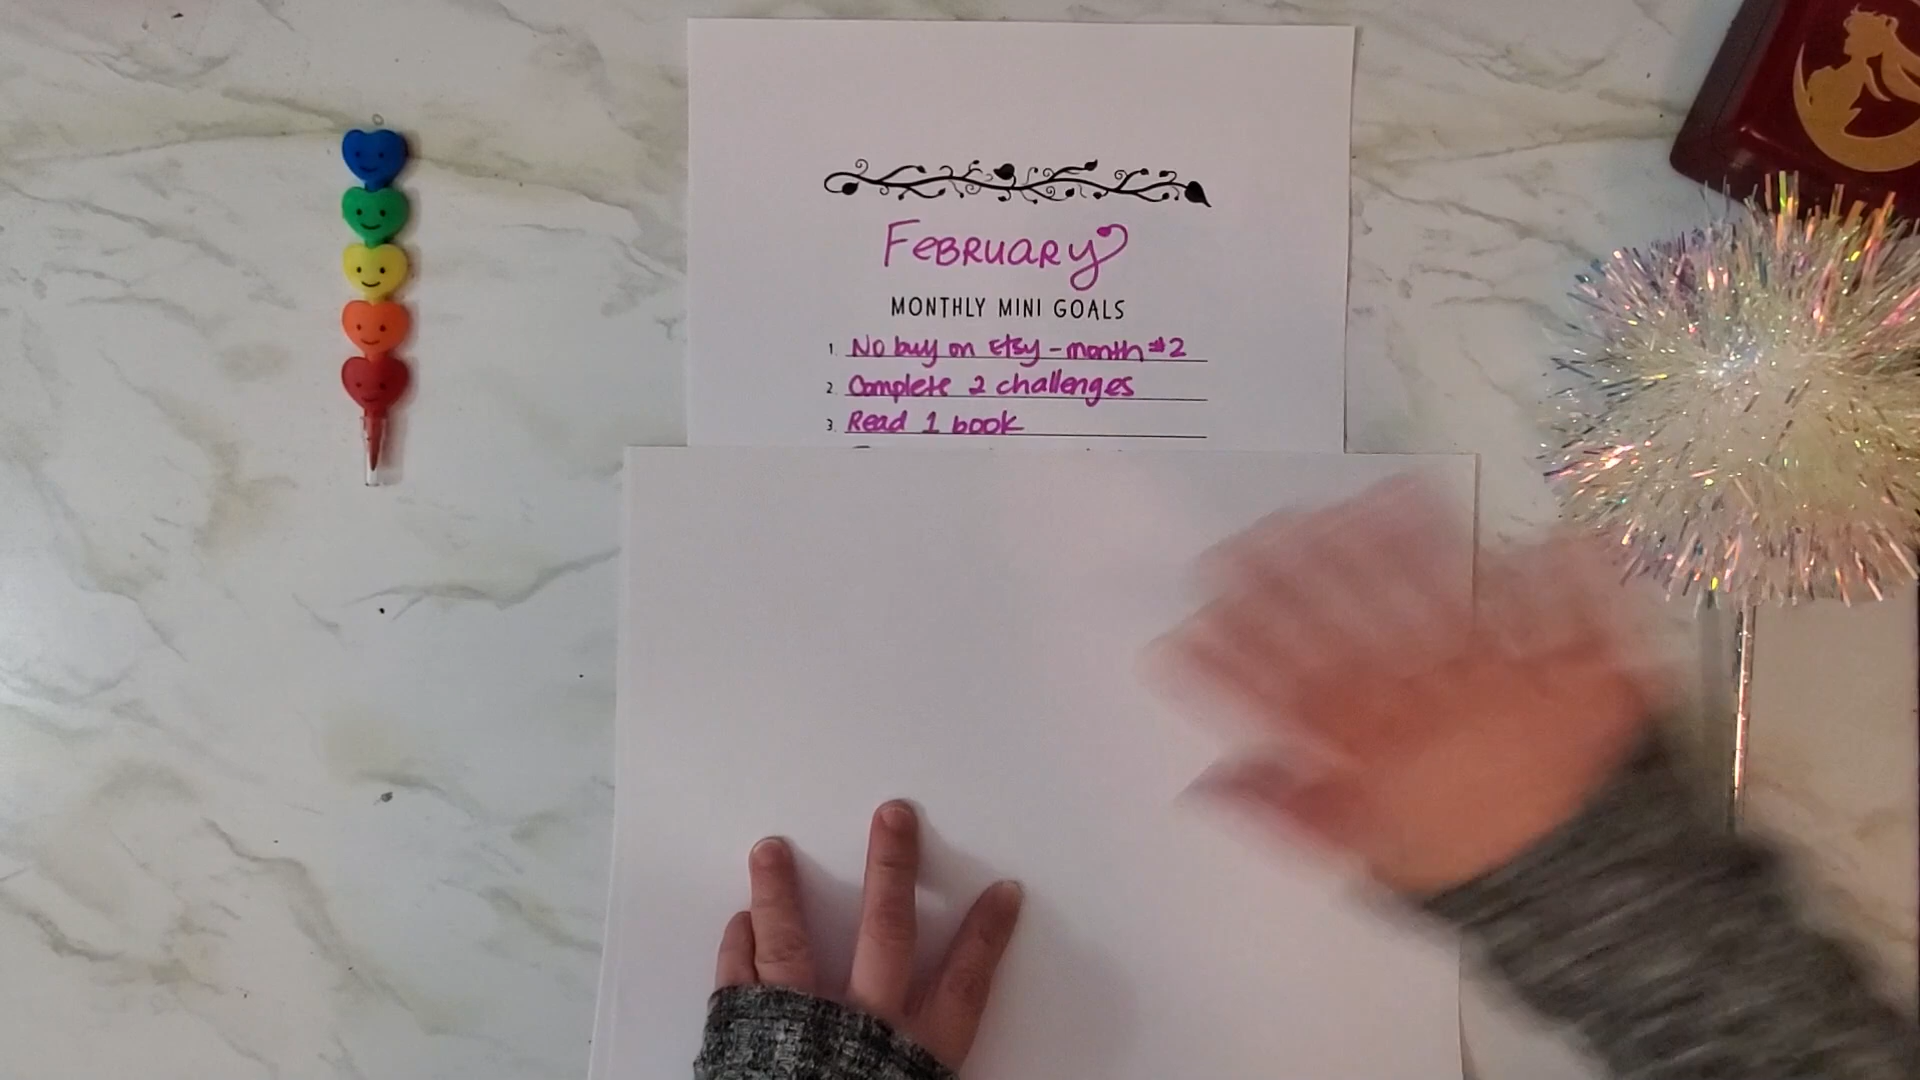 FEBRUARY
MONTHLY MINI GOALS
1. No buy on Etsy - month #2
2. Complete 2 challenges
3. Read 1 book